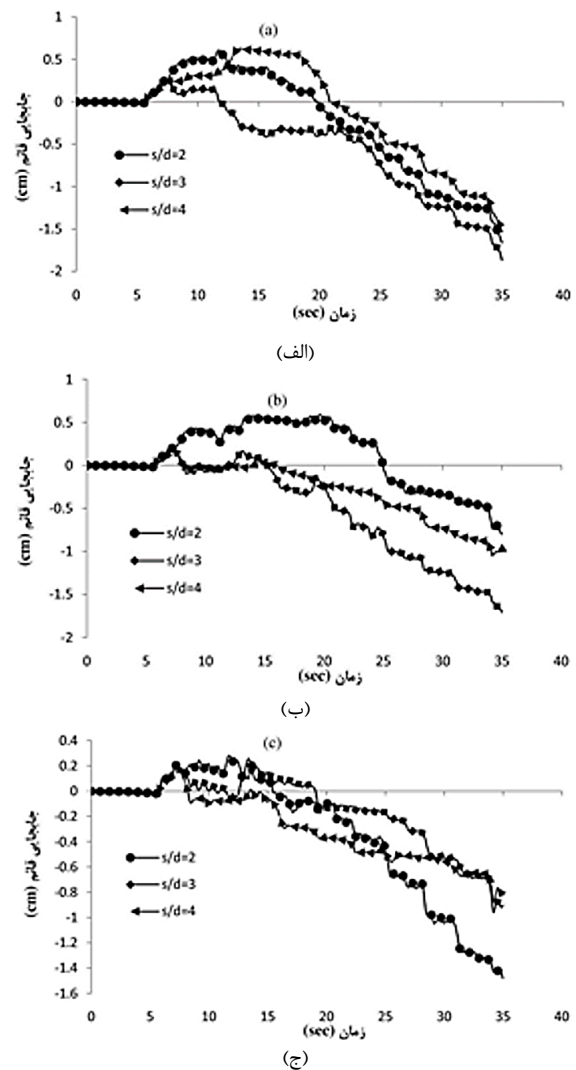 (a)
جابجایی قائم (cm)
1
0.5
0
-0.5
-1
-1.5
-2
s/d=2
s/d=3
s/d=4
0 5 10 15 20 25 30 35 40
زمان (sec)
(الف)
(b)
جابجایی قائم (cm)
1
0.5
0
-0.5
-1
-1.5
-2
s/d=2
s/d=3
s/d=4
0 5 10 15 20 25 30 35 40
زمان (sec)
(ب)
(c)
جابجایی قائم (cm)
0.4
0.2
0
-0.2
-0.4
-0.6
-0.8
-1
-1.2
-1.4
-1.6
s/d=2
s/d=3
s/d=4
0 5 10 15 20 25 30 35 40
زمان (sec)
(ج)